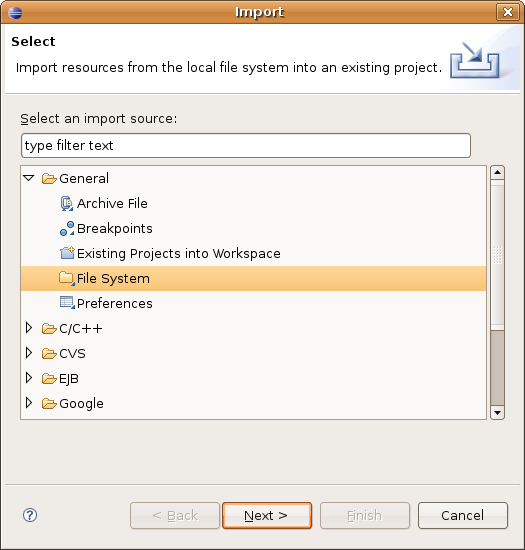 Import
Select
Import resources from the local file system into an existing project.
Select an import source:
type filter text
General
Archive File
Breakpoints
Existing Projects into Workspace
File System
Preferences
C/C++
CVS
EJB
Google
?
< Back
Next >
Finish
Cancel